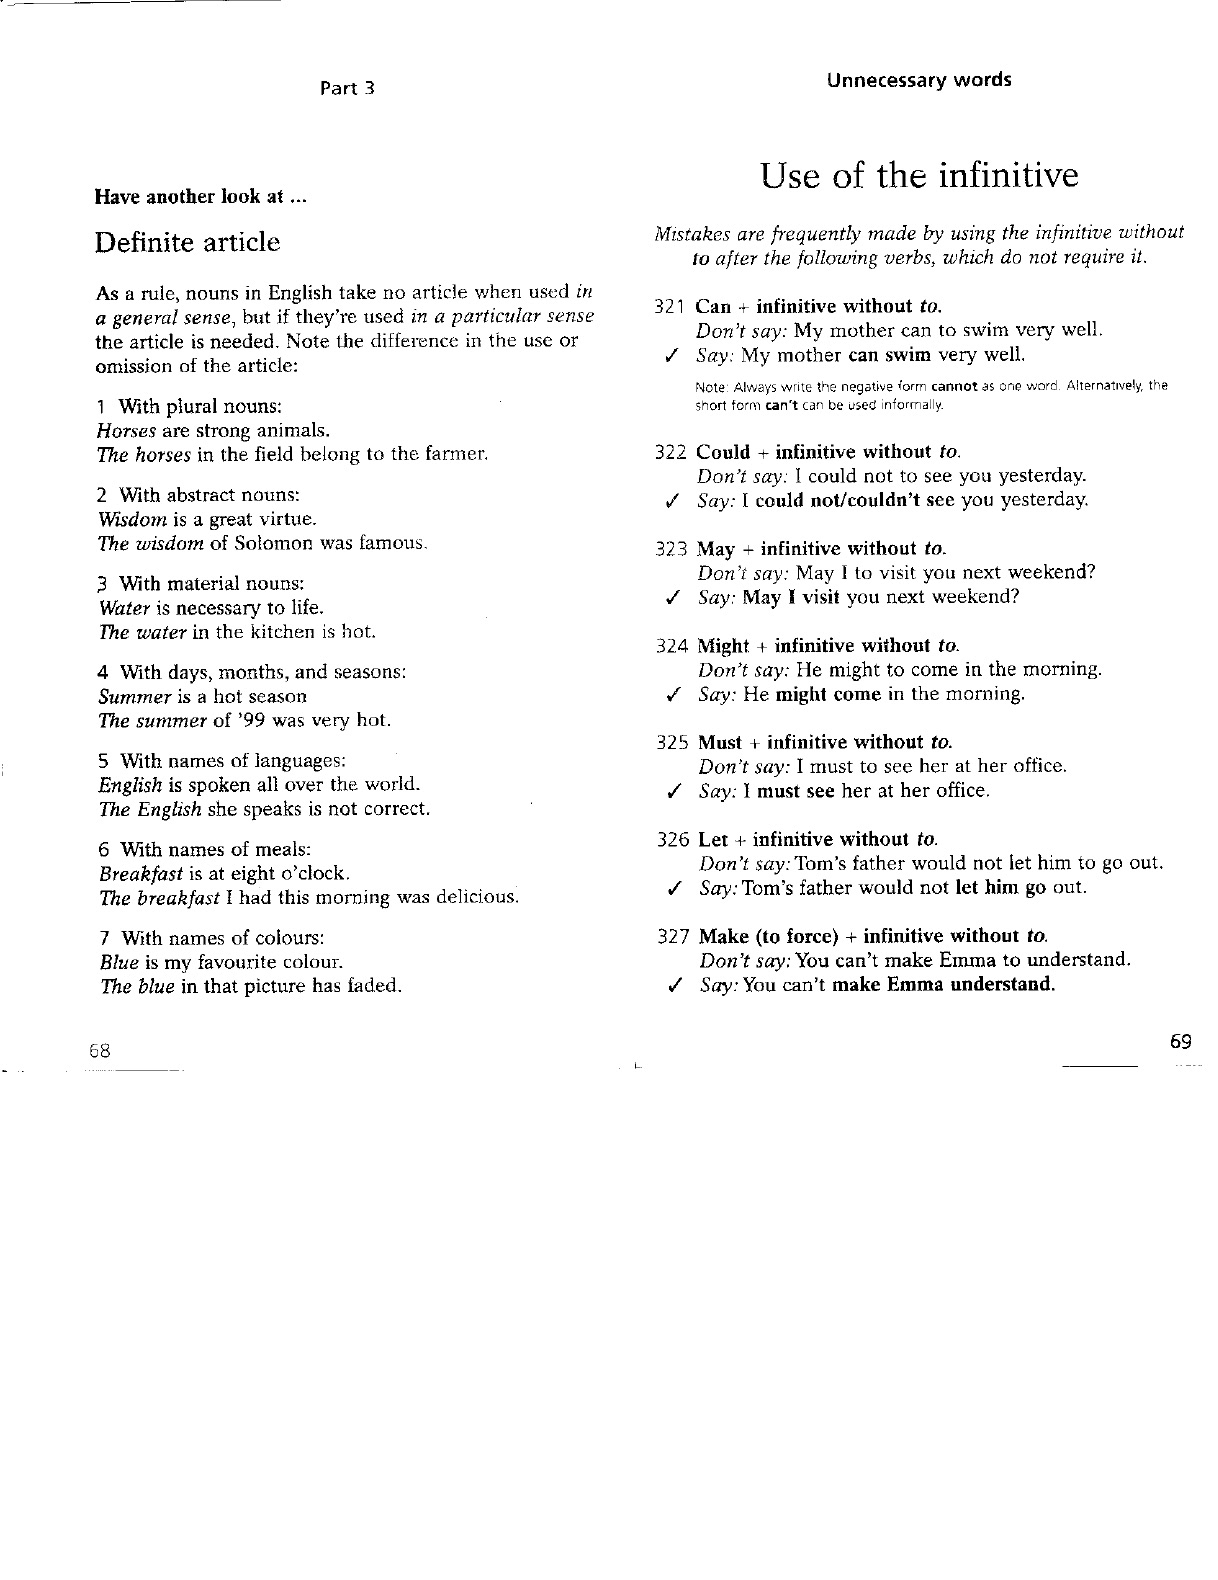 Part 3
Have another look at ...
Definite article
As a rule, nouns in English take no article when used in
a general sense, but if they're used in a particular sense
the article is needed. Note the difference in the use or
omission of the article:
1 With plural nouns:
Horses are strong animals.
The horses in the field belong to the farmer.
2 With abstract nouns:
Wisdom is a great virtue.
The wisdom of Solomon was famous.
3 With material nouns:
Water is necessary to life.
The water in the kitchen is hot.
4 With days, months, and seasons:
Summer is a hot season
The summer of '99 was very hot.
5 With names of languages:
English is spoken all over the world.
The English she speaks is not correct.
6 With names of meals:
Breakfast is at eight o'clock.
The breakfast I had this morning was delicious.
7 With names of colours:
Blue is my favourite colour.
The blue in that picture has faded.
68
Unnecessary words
Use of the infinitive
Mistakes are frequently made by using the infinitive without
to after the following verbs, which do not require it.
321 Can + infinitive without to.
Don't say: My mother can to swim very well.
✓ Say: My mother can swim very well.
Note: Always write the negative form cannot as one word. Alternatively, the
short form can't can be used informally.
322 Could + infinitive without to.
Don't say: I could not to see you yesterday.
✓ Say: I could not/couldn't see you yesterday.
323 May + infinitive without to.
Don't say: May I to visit you next weekend?
✓ Say: May I visit you next weekend?
324 Might + infinitive without to.
Don't say: He might to come in the morning.
✓ Say: He might come in the morning.
325 Must + infinitive without to.
Don't say: I must to see her at her office.
✓ Say: I must see her at her office.
326 Let + infinitive without to.
Don't say: Tom's father would not let him to go out.
✓ Say: Tom's father would not let him go out.
327 Make (to force) + infinitive without to.
Don't say: You can't make Emma to understand.
✓ Say: You can't make Emma understand.
69